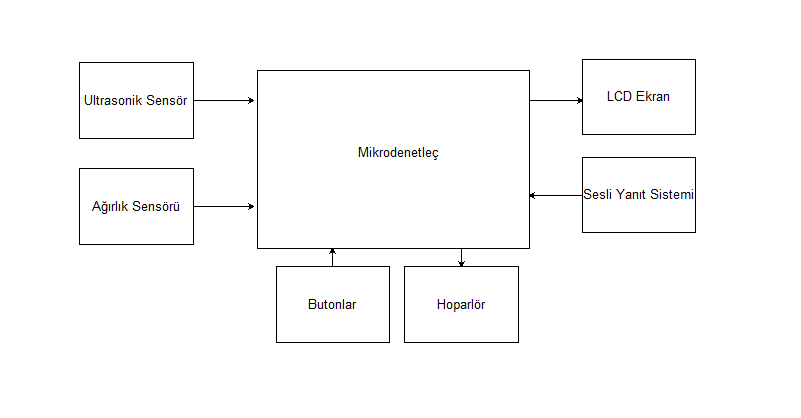 Ultrasonik Sensör
LCD Ekran
Mikrodenetleç
Ağırlık Sensörü
Sesli Yanıt Sistemi
Butonlar
Hoparlör